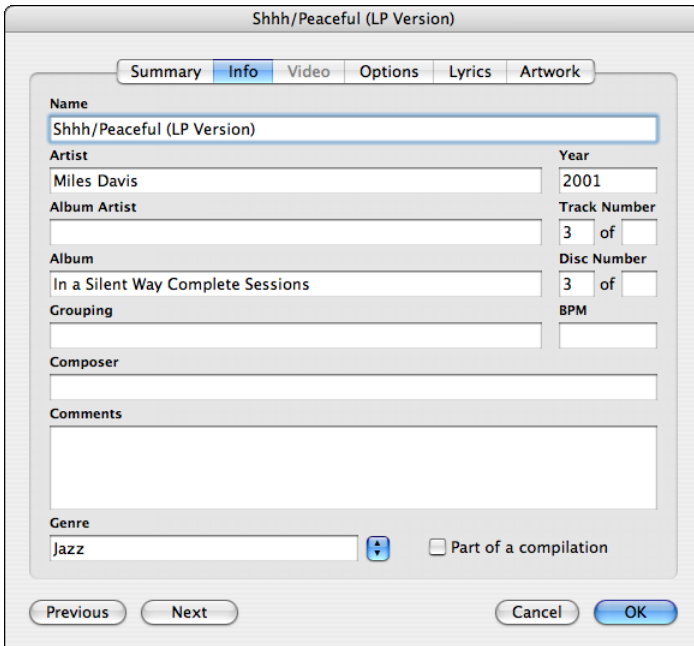 Shhh/Peaceful (LP Version)
Summary Info Video Options Lyrics Artwork
Name
Shhh/Peaceful (LP Version)
Artist Year
Miles Davis 2001
Album Artist Track Number
3 of
Album Disc Number
In a Silent Way Complete Sessions 3 of
Grouping BPM
Composer
Comments
Genre
Jazz Part of a compilation
Previous Next Cancel OK